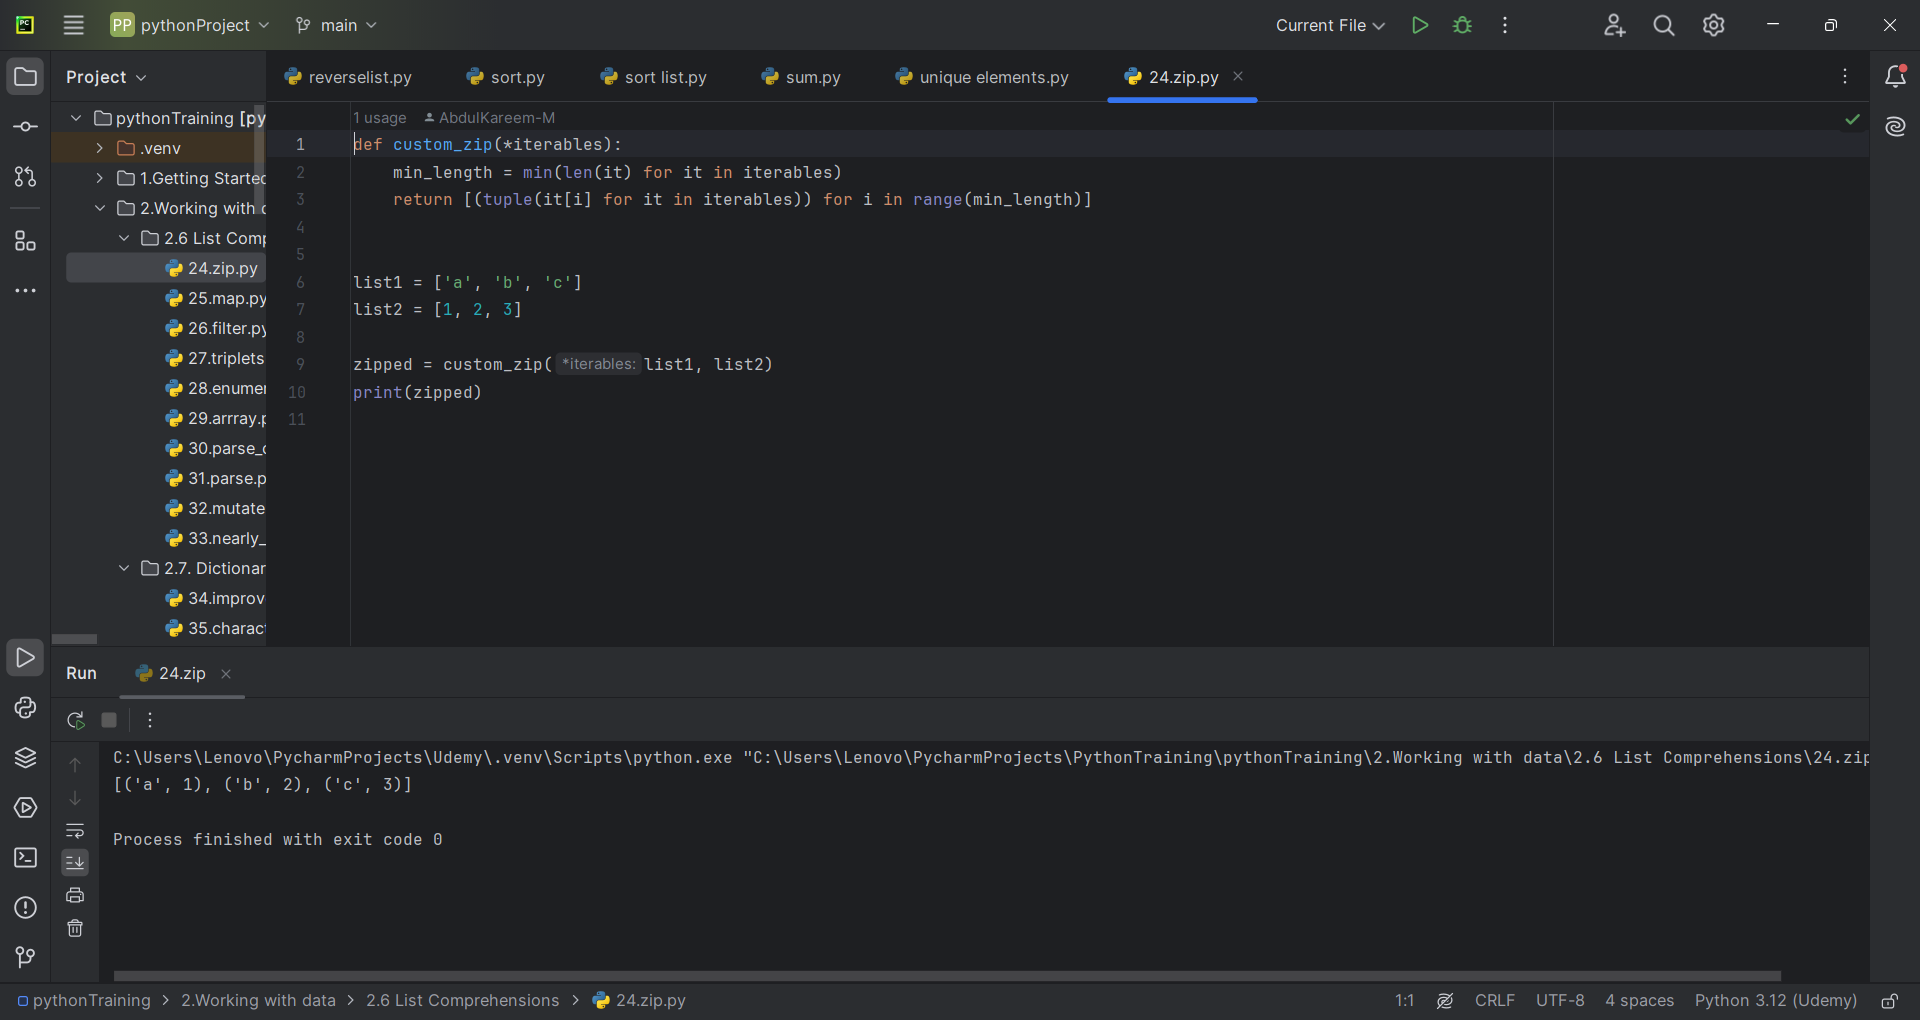 PC
PP pythonProject main Current File
Project
reverselist.py sort.py sort list.py sum.py unique elements.py 24.zip.py
pythonTraining [py
.venv
1.Getting Started
2.Working with d
2.6 List Comp
24.zip.py
25.map.py
26.filter.py
27.triplets
28.enumer
29.arrray.p
30.parse_c
31.parse.p
32.mutate
33.nearly_
2.7. Dictionar
34.improv
35.charact
1 usage AbdulKareem-M
1 def custom_zip(*iterables):
2 min_length = min(len(it) for it in iterables)
3 return [(tuple(it[i] for it in iterables)) for i in range(min_length)]
4
5
6 list1 = ['a', 'b', 'c']
7 list2 = [1, 2, 3]
8
9 zipped = custom_zip( *iterables: list1, list2)
10 print(zipped)
11
Run 24.zip
C:\Users\Lenovo\PycharmProjects\Udemy\.venv\Scripts\python.exe "C:\Users\Lenovo\PycharmProjects\PythonTraining\pythonTraining\2.Working with data\2.6 List Comprehensions\24.zip
[('a', 1), ('b', 2), ('c', 3)]
Process finished with exit code 0
pythonTraining > 2.Working with data > 2.6 List Comprehensions > 24.zip.py 1:1 CRLF UTF-8 4 spaces Python 3.12 (Udemy)